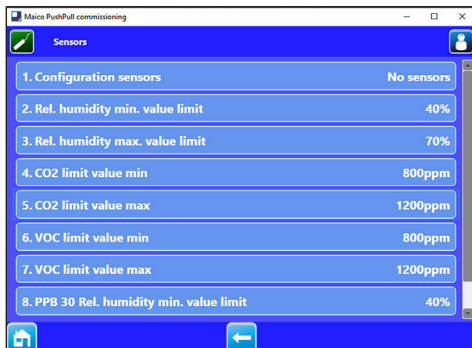 Maico PushPull commissioning
Sensors
1. Configuration sensors No sensors
2. Rel. humidity min. value limit 40%
3. Rel. humidity max. value limit 70%
4. CO2 limit value min 800ppm
5. CO2 limit value max 1200ppm
6. VOC limit value min 800ppm
7. VOC limit value max 1200ppm
8. PPB 30 Rel. humidity min. value limit 40%